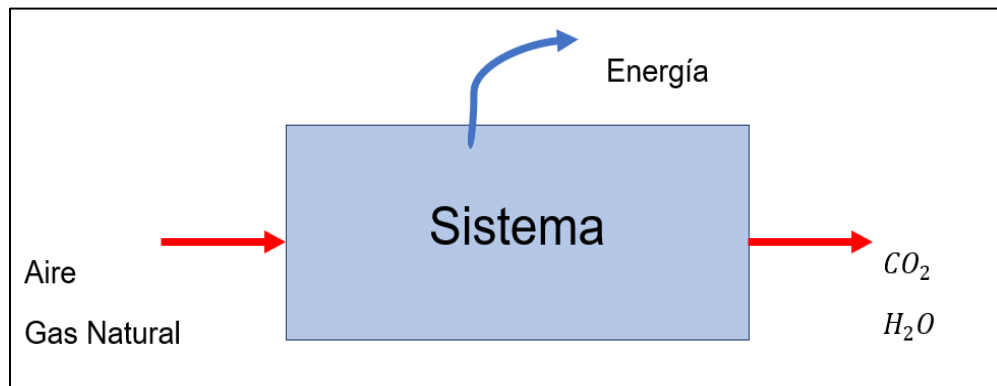 Energía
Sistema
Aire
Gas Natural
CO₂
H₂O